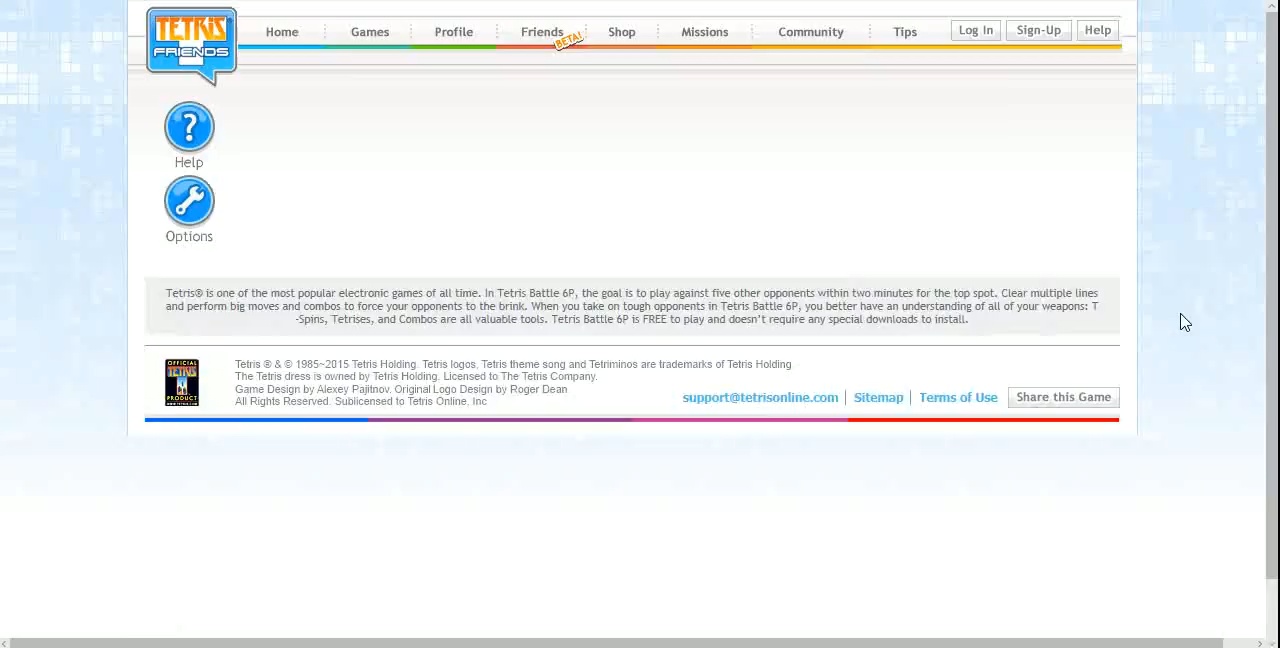 TETRIS
FRIENDS
Home
Games
Profile
Friends
BETA!
Shop
Missions
Community
Tips
Log In
Sign-Up
Help
Help
Options
Tetris® is one of the most popular electronic games of all time. In Tetris Battle 6P, the goal is to play against five other opponents within two minutes for the top spot. Clear multiple lines
and perform big moves and combos to force your opponents to the brink. When you take on tough opponents in Tetris Battle 6P, you better have an understanding of all of your weapons: T
-Spins, Tetrises, and Combos are all valuable tools. Tetris Battle 6P is FREE to play and doesn't require any special downloads to install.
OFFICIAL
TETRIS
PRODUCT
Tetris ® & © 1985~2015 Tetris Holding. Tetris logos, Tetris theme song and Tetriminos are trademarks of Tetris Holding.
The Tetris dress is owned by Tetris Holding. Licensed to The Tetris Company.
Game Design by Alexey Pajitnov. Original Logo Design by Roger Dean
All Rights Reserved. Sublicensed to Tetris Online, Inc
support@tetrisonline.com
Sitemap
Terms of Use
Share this Game